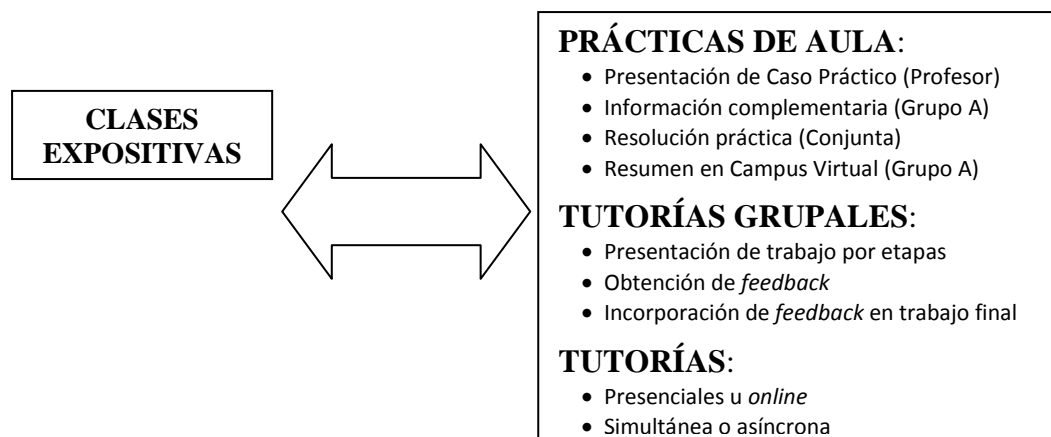 CLASES
EXPOSITIVAS
PRÁCTICAS DE AULA:
• Presentación de Caso Práctico (Profesor)
• Información complementaria (Grupo A)
• Resolución práctica (Conjunta)
• Resumen en Campus Virtual (Grupo A)
TUTORÍAS GRUPALES:
• Presentación de trabajo por etapas
• Obtención de feedback
• Incorporación de feedback en trabajo final
TUTORÍAS:
• Presenciales u online
• Simultánea o asíncrona